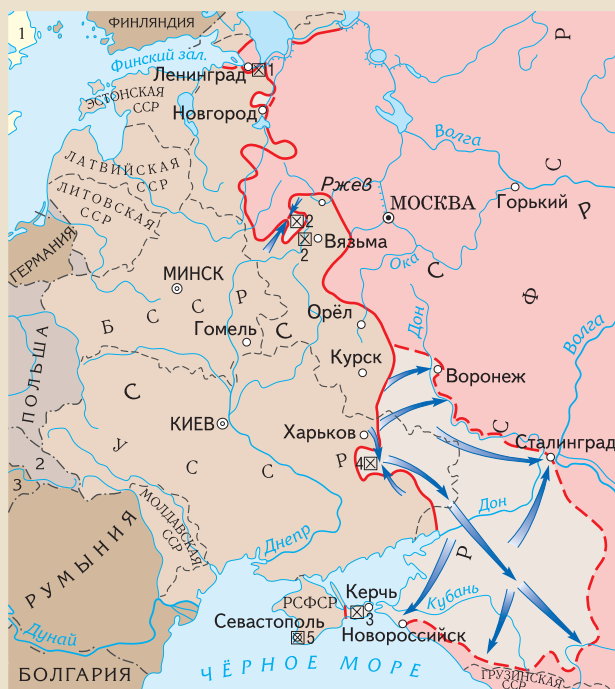 1
ФИНЛЯНДИЯ
Р
Финский зал.
Ленинград
1
ЭСТОНСКАЯ
ССР
Новгород
Волга
С
ЛАТВИЙСКАЯ
ССР
ЛИТОВСКАЯ
ССР
Ржев
МОСКВА
Горький
Р
2
2
Вязьма
ГЕРМАНИЯ
Ока
С
МИНСК
Ф
Б С С Р
Орёл
Дон
Волга
Гомель
С
ПОЛЬША
Курск
Воронеж
С
КИЕВ
Харьков
С
Сталинград
У С С Р
4
2
3
МОЛДАВСКАЯ
ССР
Дон
РУМЫНИЯ
Днепр
Р
РСФСР
Керчь
3
Кубань
Севастополь
5
Новороссийск
Дунай
ЧЁРНОЕ МОРЕ
ГРУЗИНСКАЯ
ССР
БОЛГАРИЯ